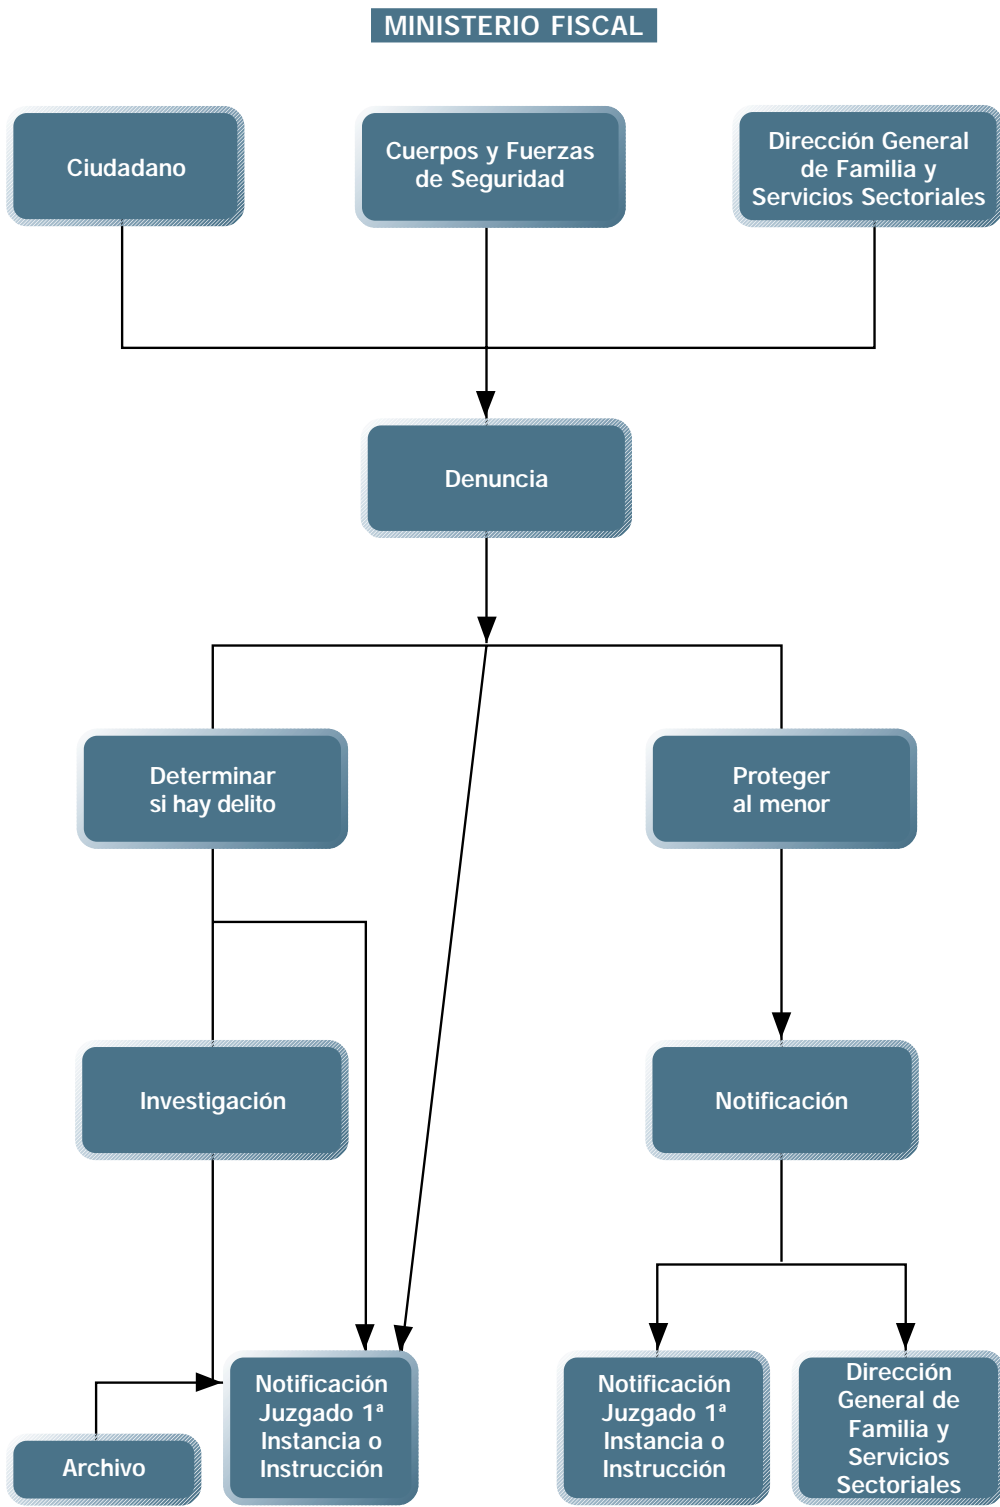 MINISTERIO FISCAL
Ciudadano
Cuerpos y Fuerzas
de Seguridad
Dirección General
de Familia y
Servicios Sectoriales
Denuncia
Determinar
si hay delito
Proteger
al menor
Investigación
Notificación
Archivo
Notificación
Juzgado 1ª
Instancia o
Instrucción
Notificación
Juzgado 1ª
Instancia o
Instrucción
Dirección
General de
Familia y
Servicios
Sectoriales